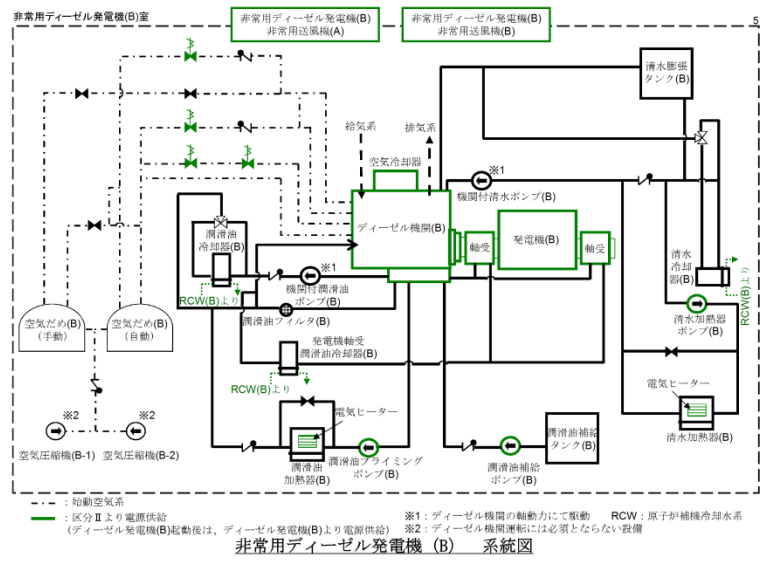 非常用ディーゼル発電機(B)室
非常用ディーゼル発電機(B)
非常用送風機(A)
非常用ディーゼル発電機(B)
非常用送風機(B)
5
清水膨張
タンク(B)
給気系
排気系
空気冷却器
※1
機関付清水ポンプ(B)
ディーゼル機関(B)
軸受
発電機(B)
軸受
潤滑油
冷却器(B)
※1
機関付潤滑油
ポンプ(B)
RCW(B)より
潤滑油フィルタ(B)
清水
冷却
器(B)
RCW(B)より
清水加熱器
ポンプ(B)
空気だめ(B)
(手動)
空気だめ(B)
(自動)
発電機軸受
潤滑油冷却器(B)
RCW(B)より
※2
※2
空気圧縮機(B-1)
空気圧縮機(B-2)
電気ヒーター
潤滑油
加熱器(B)
潤滑油プライミング
ポンプ(B)
潤滑油補給
ポンプ(B)
潤滑油補給
タンク(B)
電気ヒーター
清水加熱器(B)
：始動空気系
：区分Ⅱより電源供給
(ディーゼル発電機(B)起動後は、ディーゼル発電機(B)より電源供給)
※1：ディーゼル機関の軸動力にて駆動
RCW：原子炉補機冷却水系
※2：ディーゼル機関運転には必須とならない設備
非常用ディーゼル発電機（B） 系統図